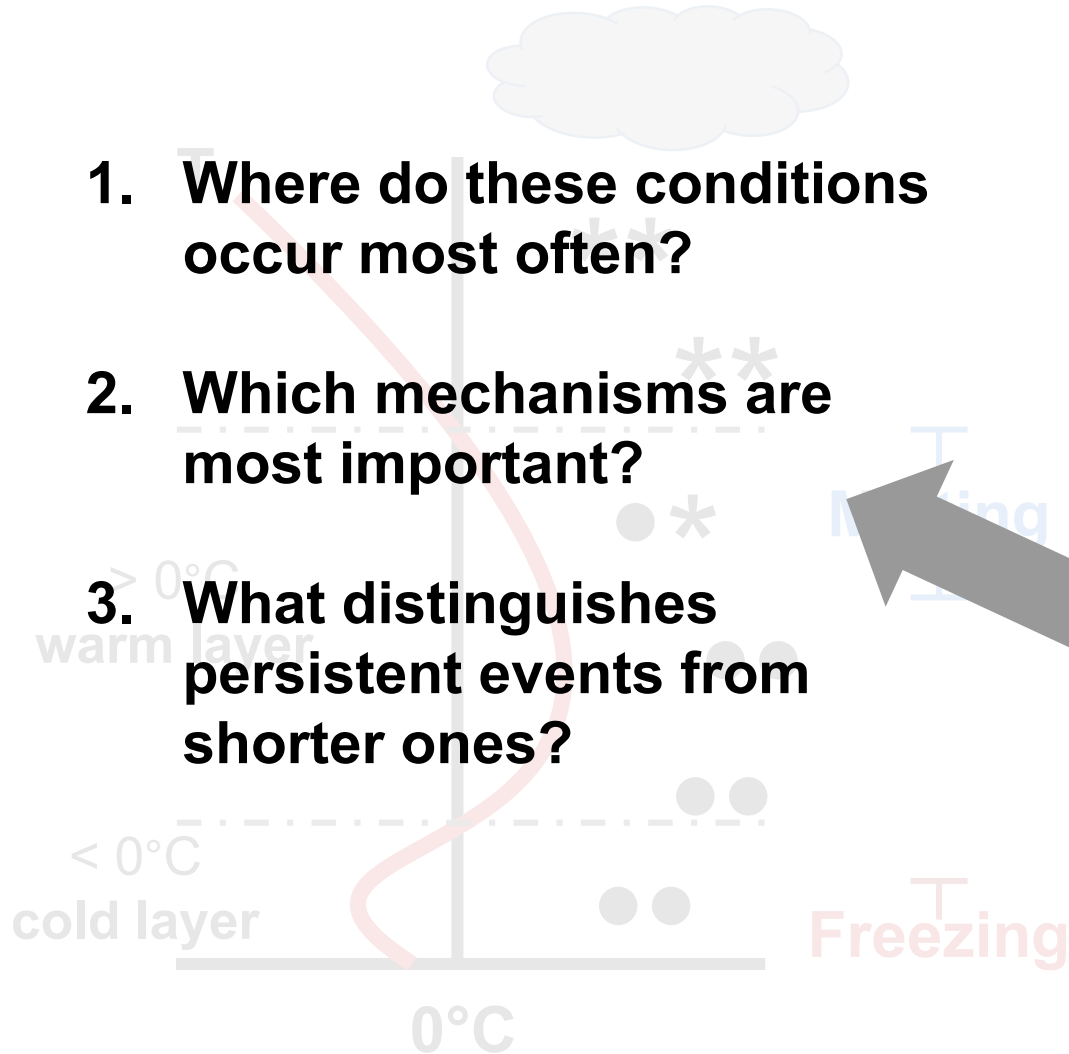 T
1. Where do these conditions
occur most often?
**
2. Which mechanisms are
**
most important?
*
> 0°C
3. What distinguishes
warm layer
persistent events from
shorter ones?
< 0°C
cold layer
Freezing
0°C